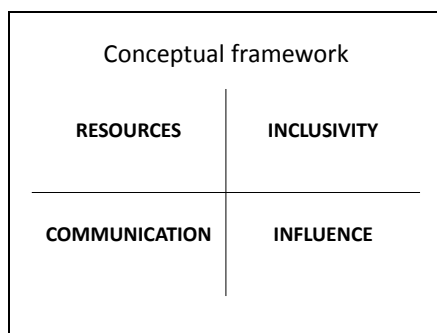 Conceptual framework
RESOURCES INCLUSIVITY
COMMUNICATION INFLUENCE